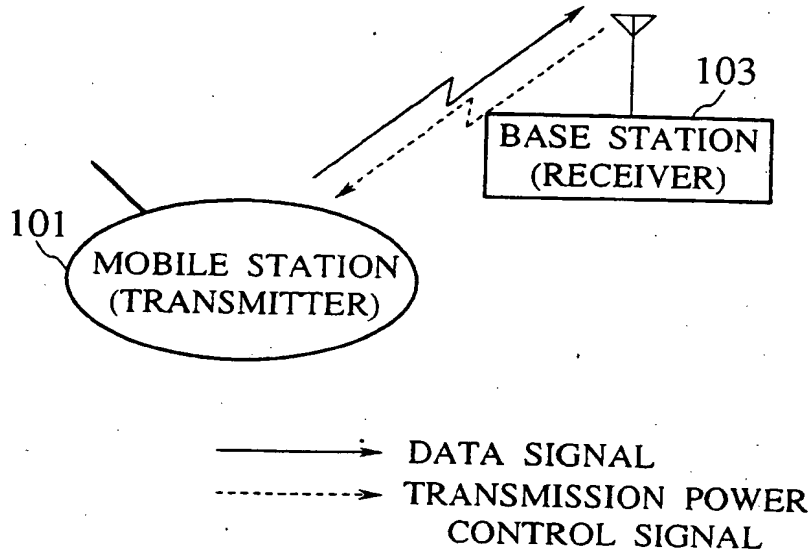 103
BASE STATION
(RECEIVER)
101
MOBILE STATION
(TRANSMITTER)
DATA SIGNAL
TRANSMISSION POWER
CONTROL SIGNAL